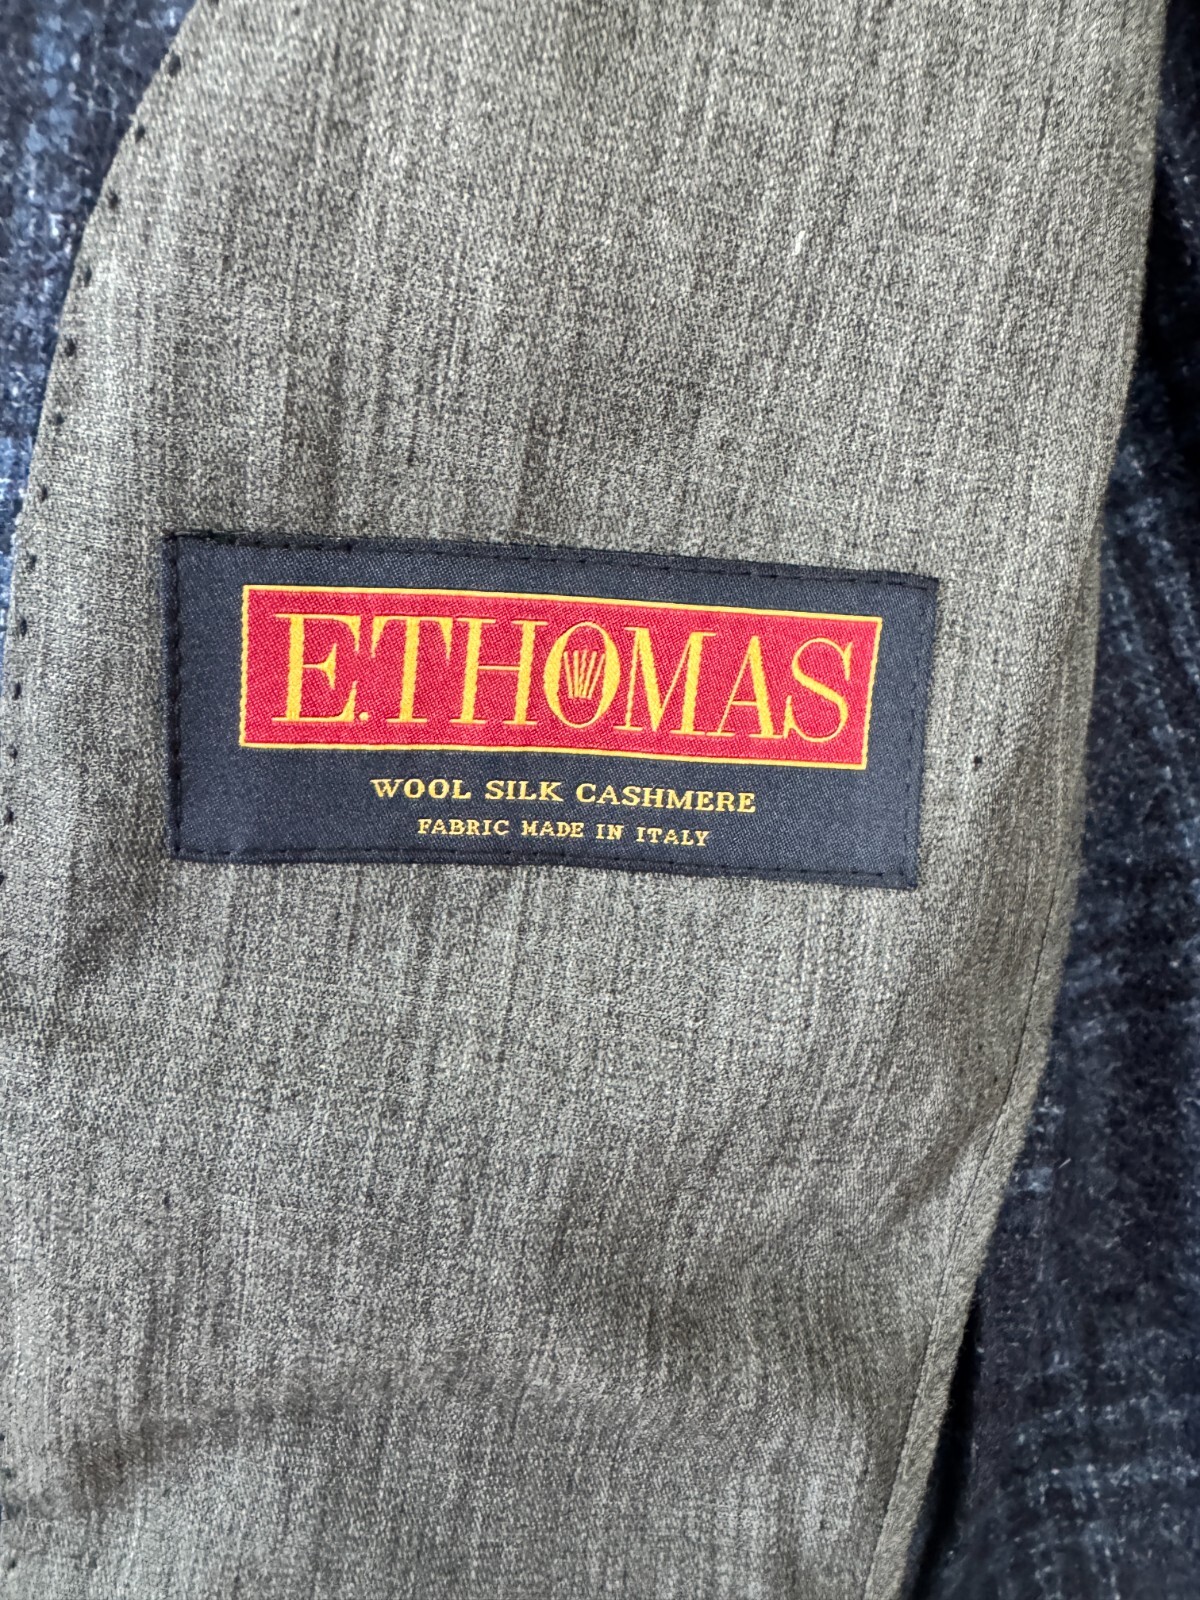 E.THOMAS
WOOL SILK CASHMERE
FABRIC MADE IN ITALY